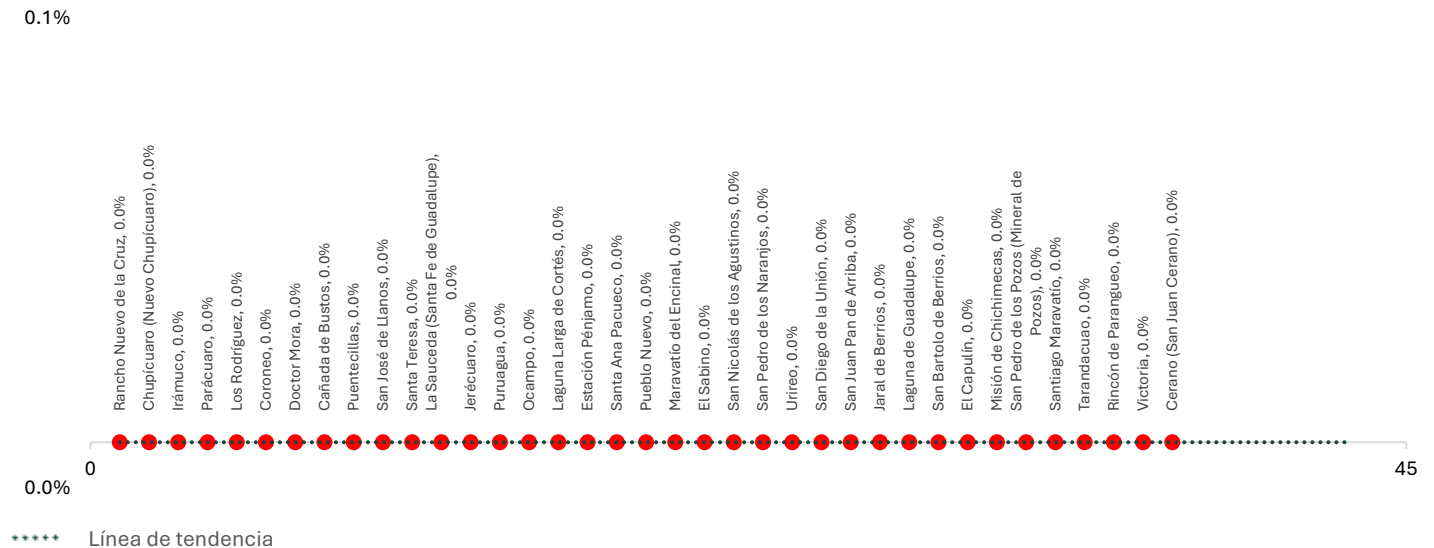 0.1%
Rancho Nuevo de la Cruz, 0.0%
Chupícuaro (Nuevo Chupícuaro), 0.0%
Irámuco, 0.0%
Parácuaro, 0.0%
Los Rodríguez, 0.0%
Coroneo, 0.0%
Doctor Mora, 0.0%
Cañada de Bustos, 0.0%
Puentecillas, 0.0%
San José de Llanos, 0.0%
Santa Teresa, 0.0%
La Sauceda (Santa Fe de Guadalupe),
0.0%
Jerécuaro, 0.0%
Puruagua, 0.0%
Ocampo, 0.0%
Laguna Larga de Cortés, 0.0%
Estación Pénjamo, 0.0%
Santa Ana Pacueco, 0.0%
Pueblo Nuevo, 0.0%
Maravatío del Encinal, 0.0%
El Sabino, 0.0%
San Nicolás de los Agustinos, 0.0%
San Pedro de los Naranjos, 0.0%
Urireo, 0.0%
San Diego de la Unión, 0.0%
San Juan Pan de Arriba, 0.0%
Jaral de Berrios, 0.0%
Laguna de Guadalupe, 0.0%
San Bartolo de Berrios, 0.0%
El Capulín, 0.0%
Misión de Chichimecas, 0.0%
San Pedro de los Pozos (Mineral de
Pozos), 0.0%
Santiago Maravatío, 0.0%
Tarandacuao, 0.0%
Rincón de Parangueo, 0.0%
Victoria, 0.0%
Cerano (San Juan Cerano), 0.0%
0
45
0.0%
Línea de tendencia